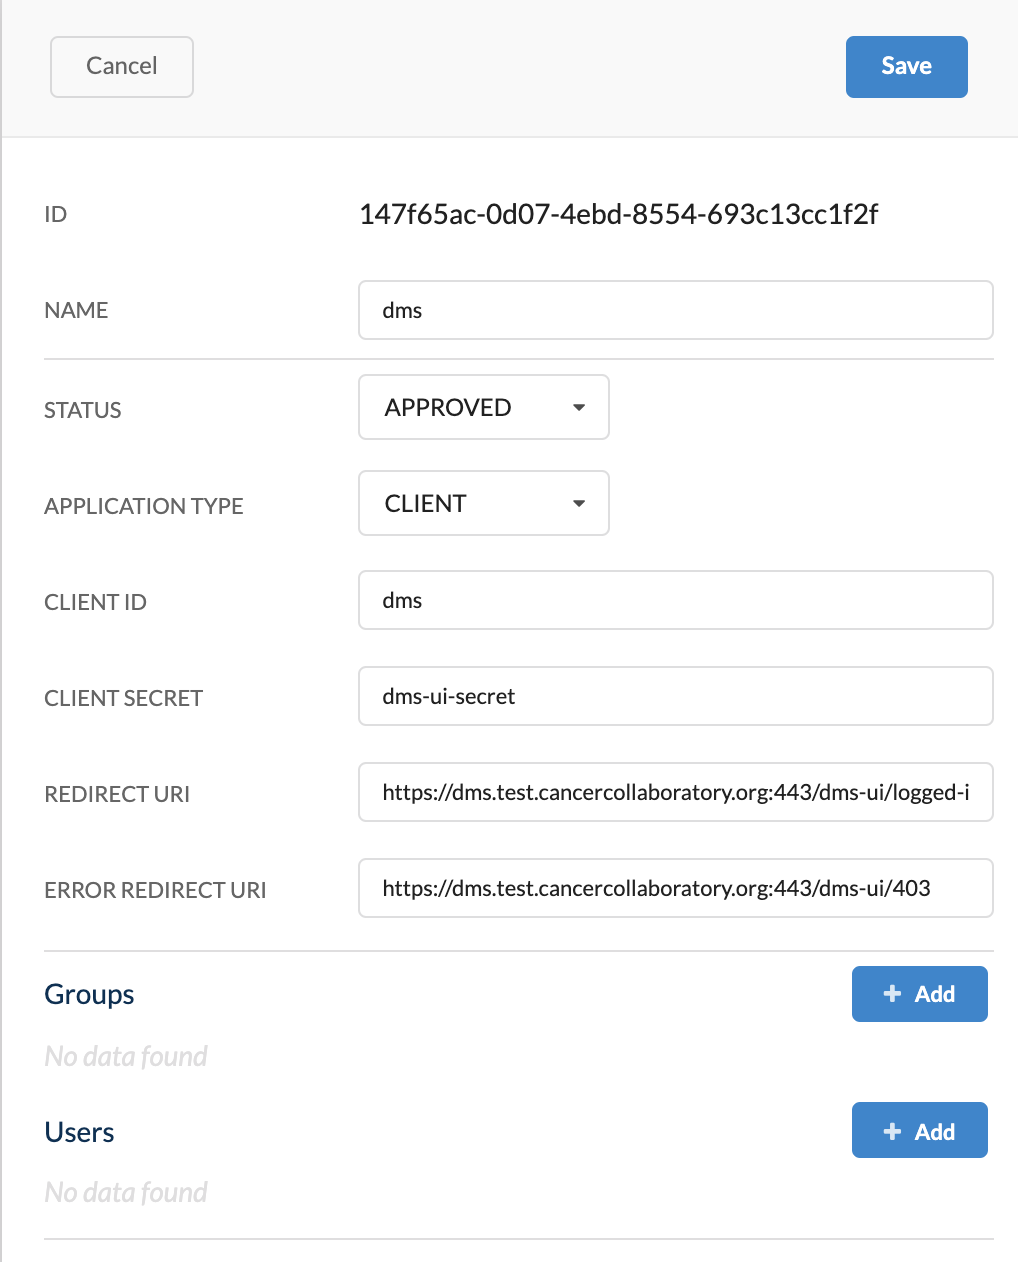 Cancel Save
ID 147f65ac-0d07-4ebd-8554-693c13cc1f2f
NAME dms
STATUS APPROVED
APPLICATION TYPE CLIENT
CLIENT ID dms
CLIENT SECRET dms-ui-secret
REDIRECT URI https://dms.test.cancercollaboratory.org:443/dms-ui/logged-i
ERROR REDIRECT URI https://dms.test.cancercollaboratory.org:443/dms-ui/403
Groups + Add
No data found
Users + Add
No data found